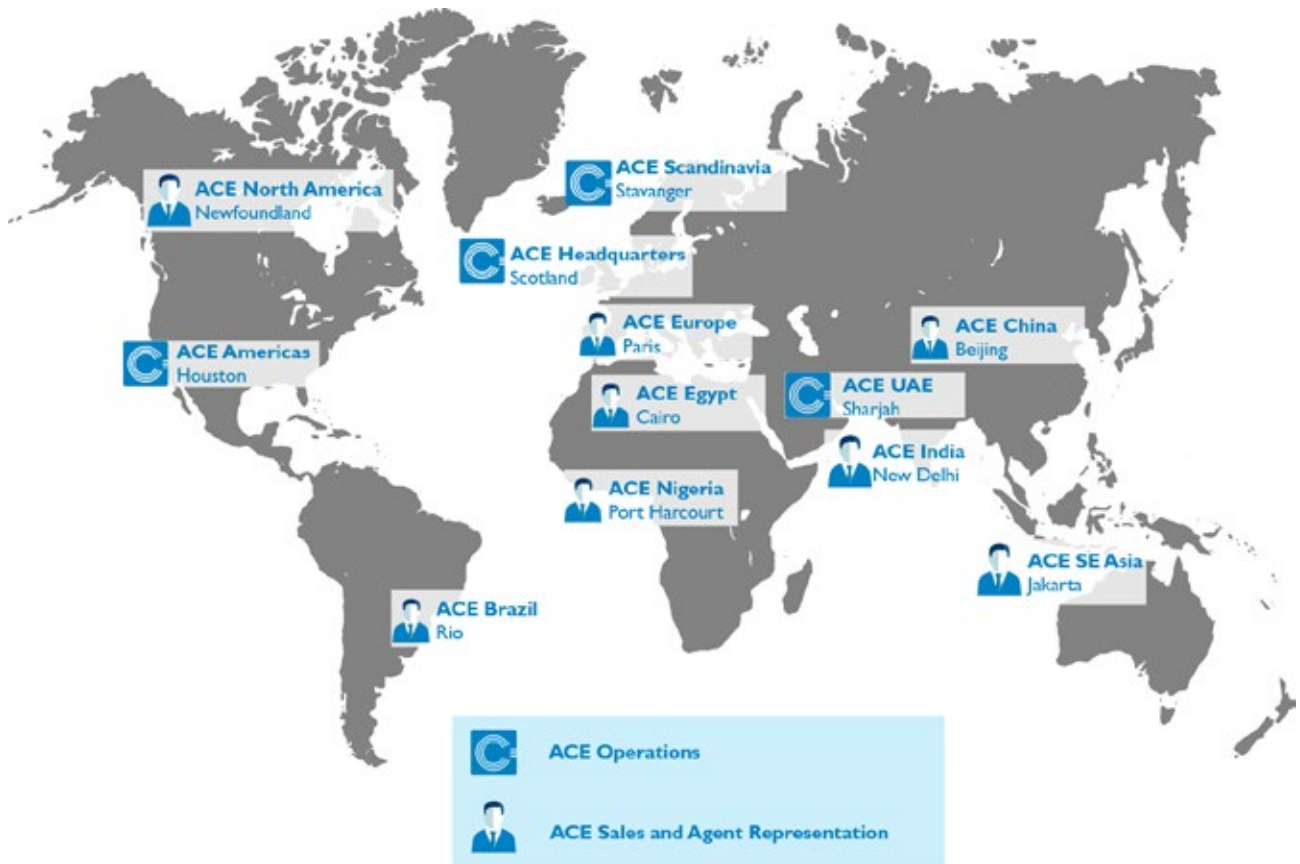 ACE Scandinavia
Stavanger
ACE North America
Newfoundland
ACE Headquarters
Scotland
ACE Europe
Paris
ACE China
Beijing
ACE Americas
Houston
ACE Egypt
Cairo
ACE UAE
Sharjah
ACE India
New Delhi
ACE Nigeria
Port Harcourt
ACE SE Asia
Jakarta
ACE Brazil
Rio
ACE Operations
ACE Sales and Agent Representation